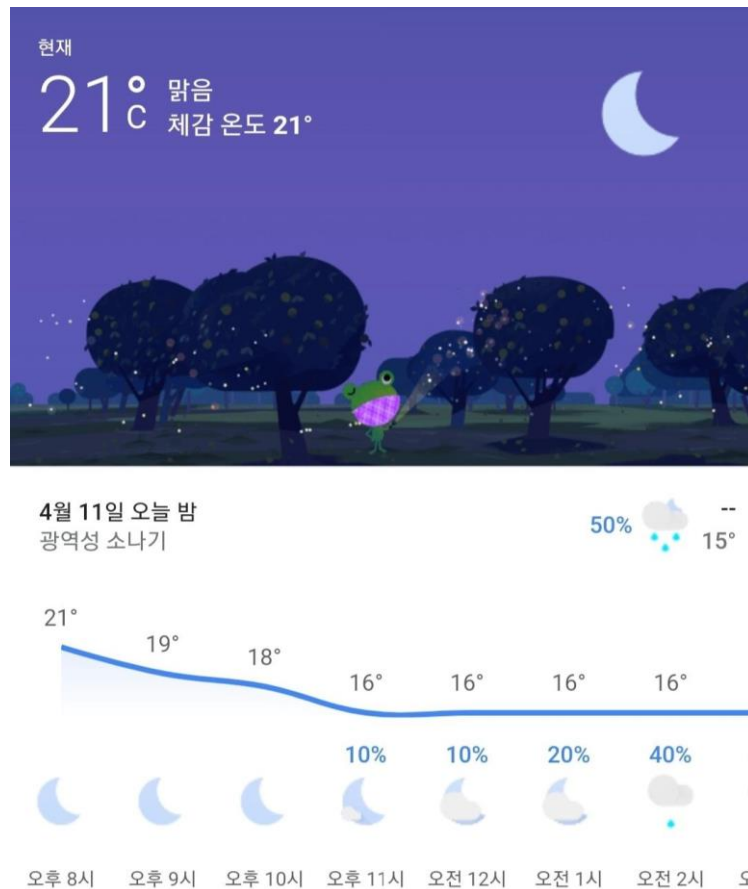 현재
21°C 맑음
체감 온도 21°
4월 11일 오늘 밤
광역성 소나기
50% -- 15°
21° 19° 18° 16° 16° 16° 16°
10% 10% 20% 40%
오후 8시 오후 9시 오후 10시 오후 11시 오전 12시 오전 1시 오전 2시